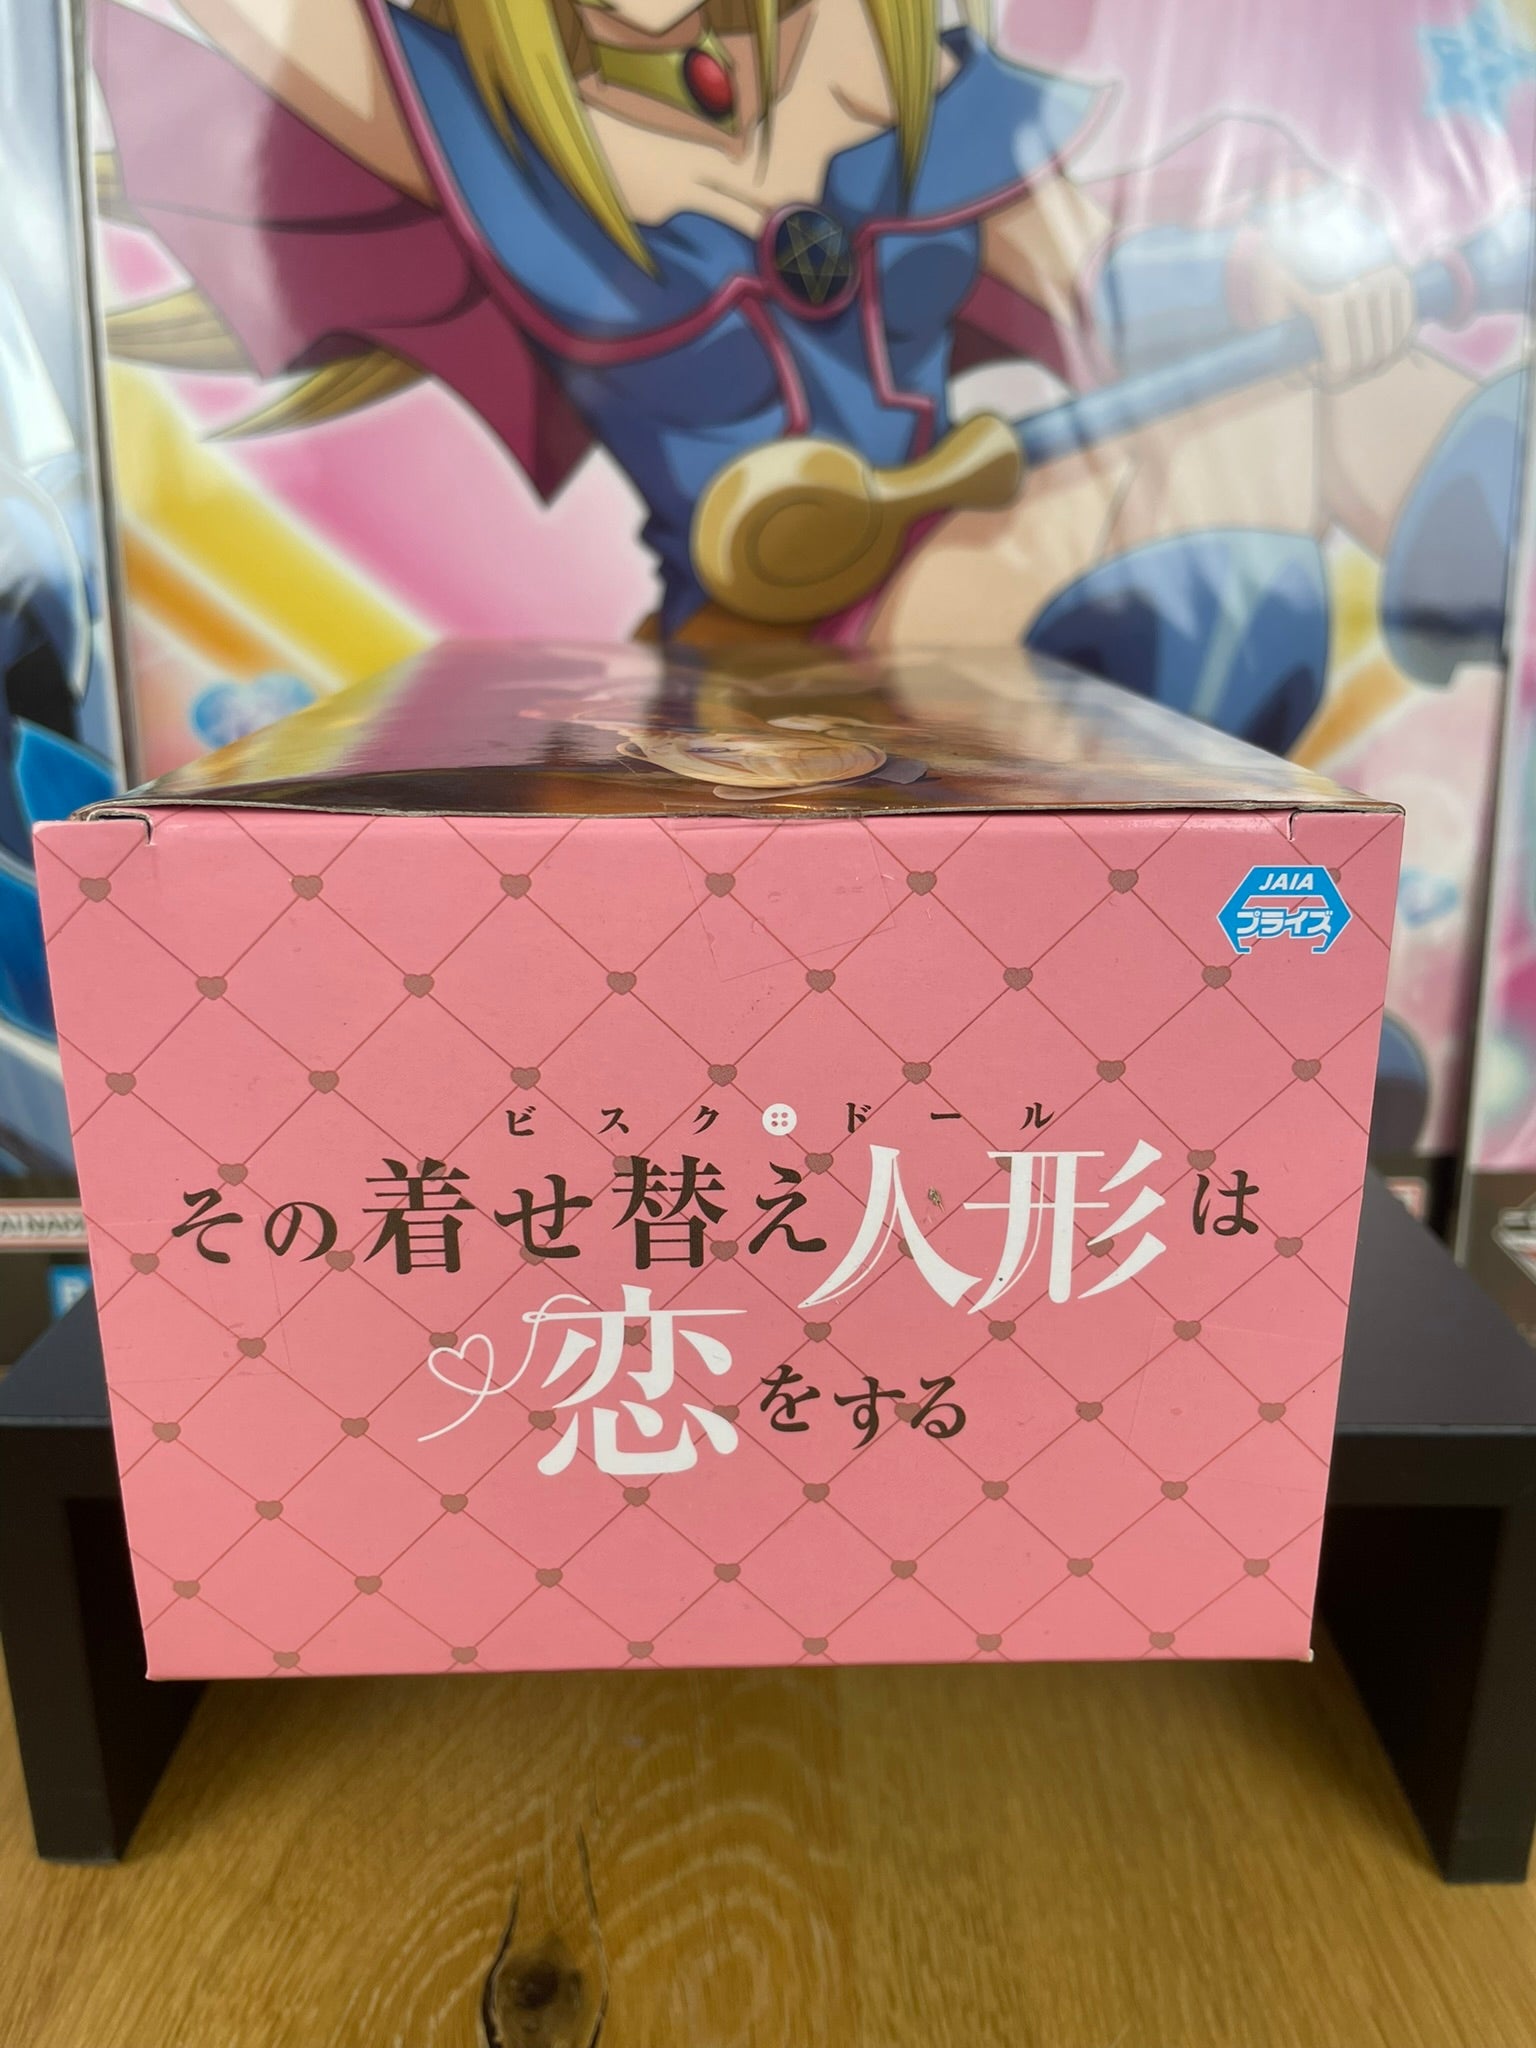 JAIA
プライズ
ビスク・ドール
その着せ替え人形は
恋をする